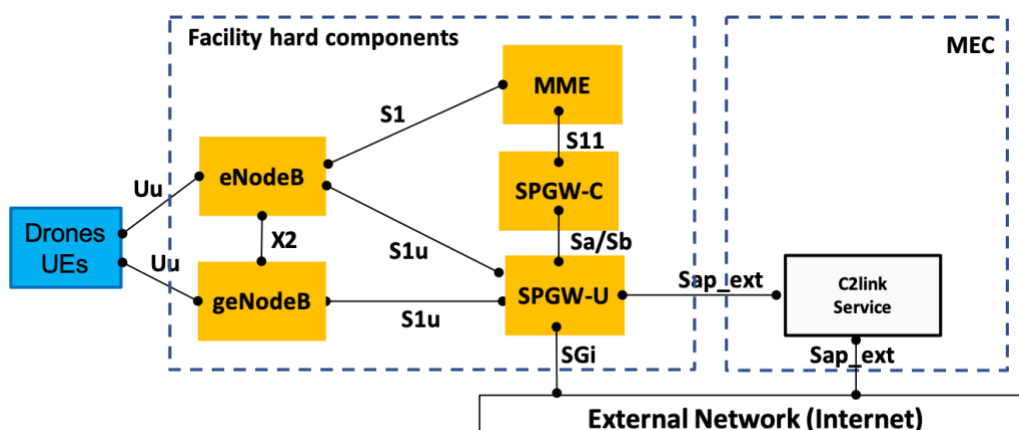 Facility hard components
MEC
MME
S1
S11
eNodeB
Uu
SPGW-C
Drones
UEs
X2
Sa/Sb
S1u
Uu
geNodeB
SPGW-U
Sap_ext
C2link
Service
S1u
SGi
Sap_ext
External Network (Internet)